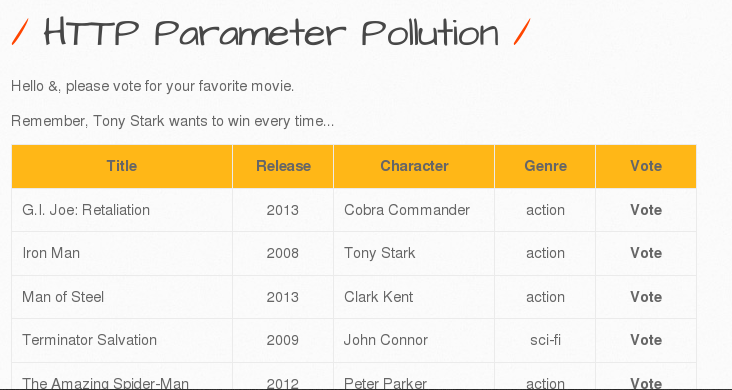 / HTTP Parameter Pollution /
Hello &, please vote for your favorite movie.
Remember, Tony Stark wants to win every time...
Title Release Character Genre Vote
G.I. Joe: Retaliation 2013 Cobra Commander action Vote
Iron Man 2008 Tony Stark action Vote
Man of Steel 2013 Clark Kent action Vote
Terminator Salvation 2009 John Connor sci-fi Vote
The Amazing Spider-Man 2012 Peter Parker action Vote